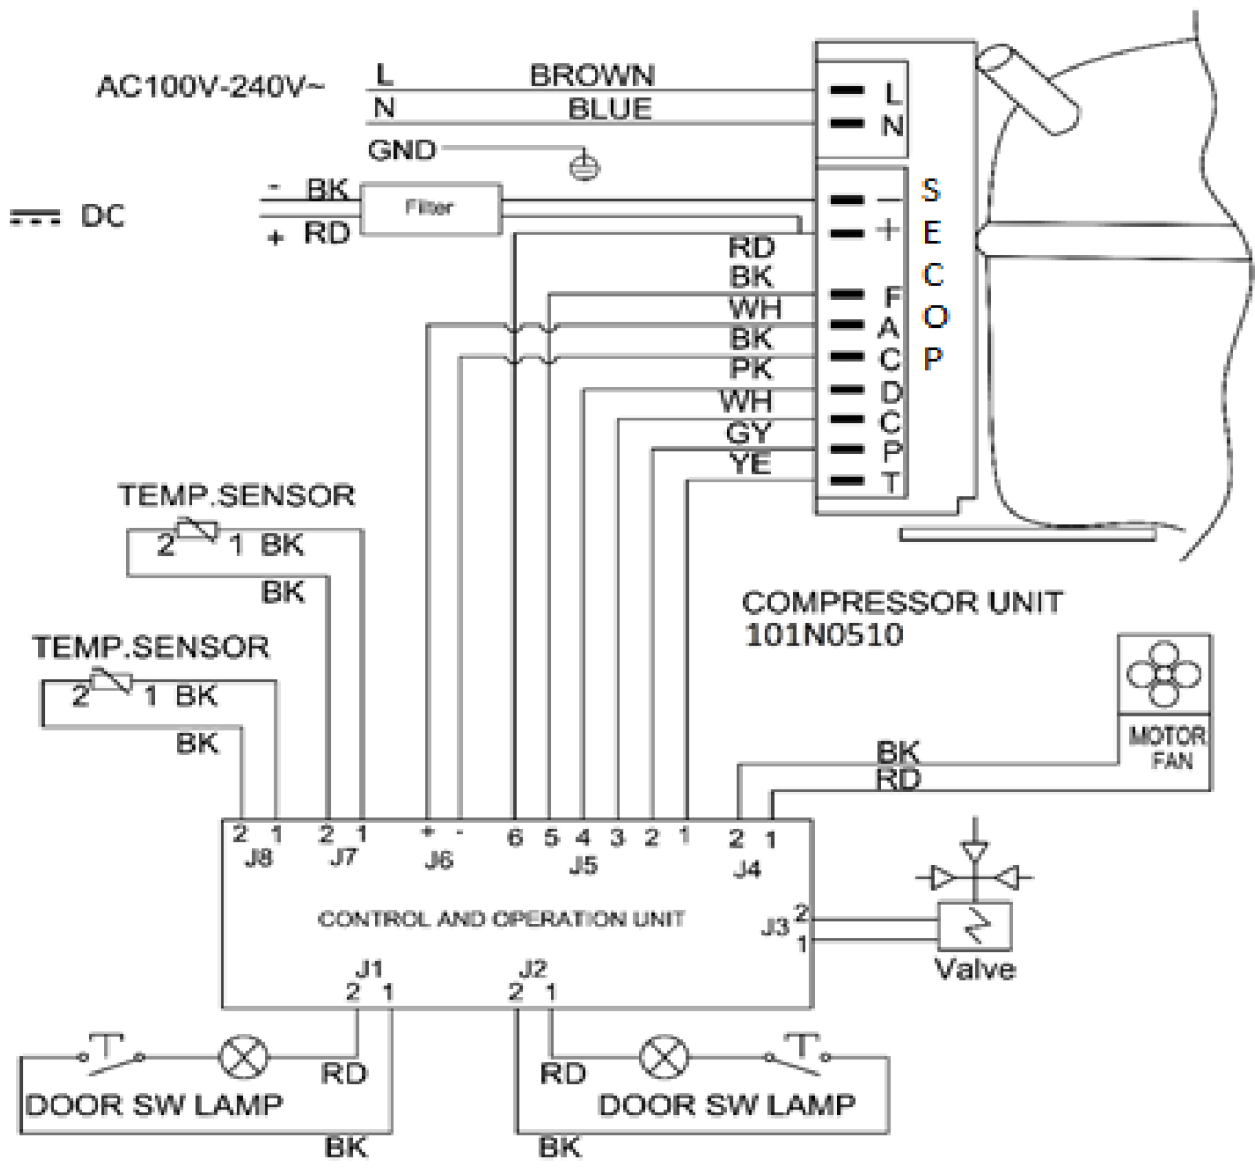 AC100V-240V~
L BROWN L
N BLUE N
GND
- BK Filter −
DC
+ RD +
SECOP
RD
BK F
WH A
BK C
PK D
WH C
GY P
YE T
TEMP.SENSOR
2 1 BK
BK
COMPRESSOR UNIT
101N0510
TEMP.SENSOR
2 1 BK
BK
MOTOR
FAN
BK
RD
2 1 2 1 + - 6 5 4 3 2 1 2 1
J8 J7 J6 J5 J4
CONTROL AND OPERATION UNIT
J3 2
1
Valve
J1 J2
2 1 2 1
RD RD
DOOR SW LAMP DOOR SW LAMP
BK BK